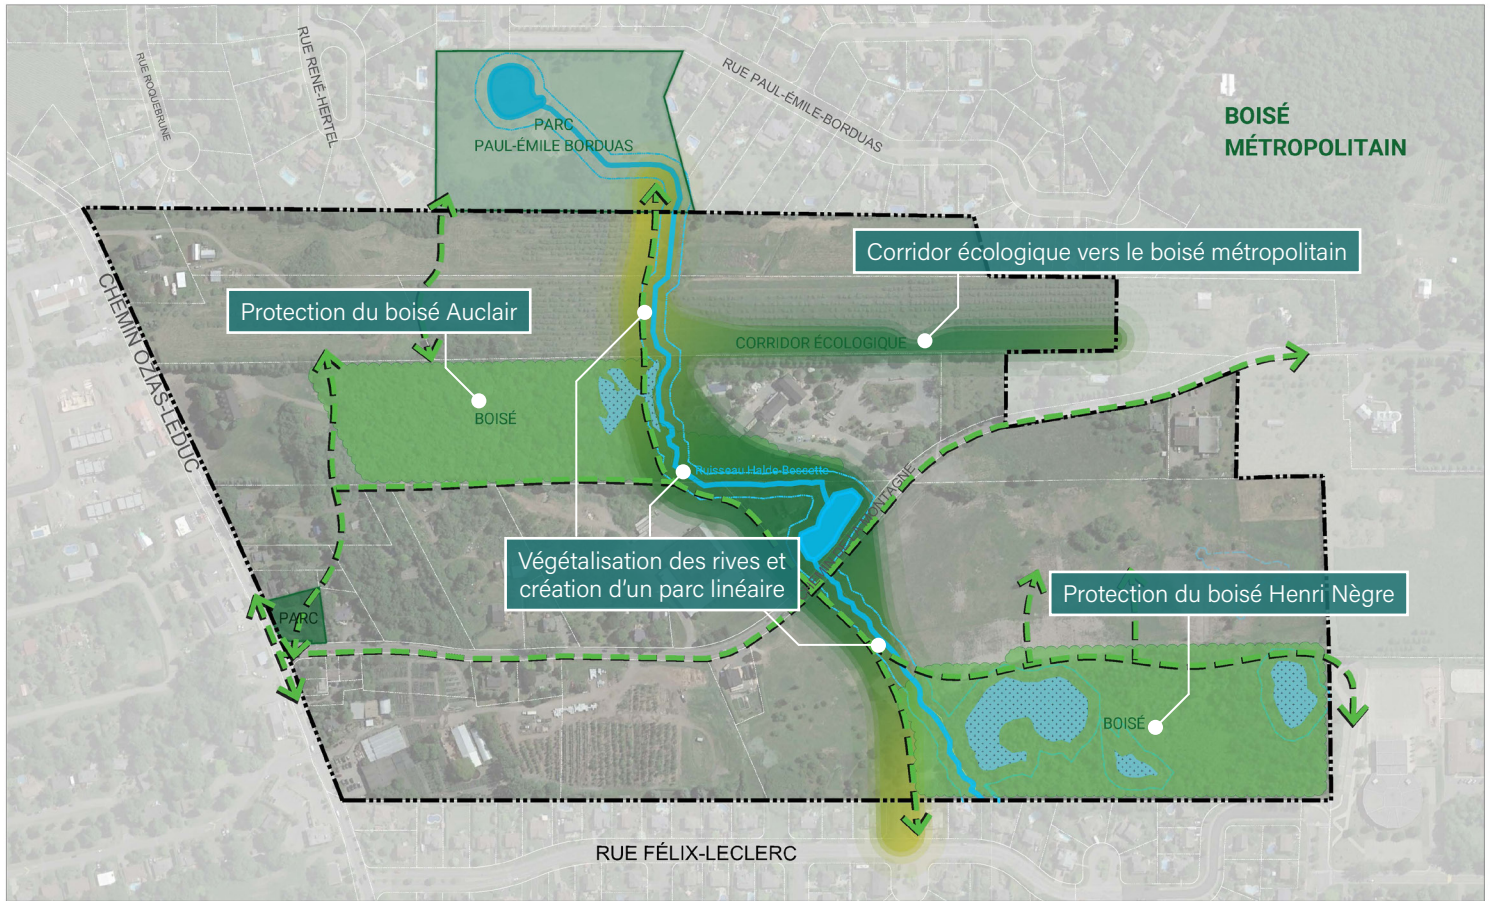 RUE ROQUEBRUNE
RUE RENÉ-HERTEL
RUE PAUL-ÉMILE-BORDUAS
PARC
PAUL-ÉMILE BORDUAS
BOISÉ
MÉTROPOLITAIN
Corridor écologique vers le boisé métropolitain
CHEMIN OZIAS-LEDUC
Protection du boisé Auclair
CORRIDOR ÉCOLOGIQUE
BOISÉ
Ruisseau Halde-Bessette
Végétalisation des rives et
création d'un parc linéaire
Protection du boisé Henri Nègre
PARC
BOISÉ
RUE FÉLIX-LECLERC